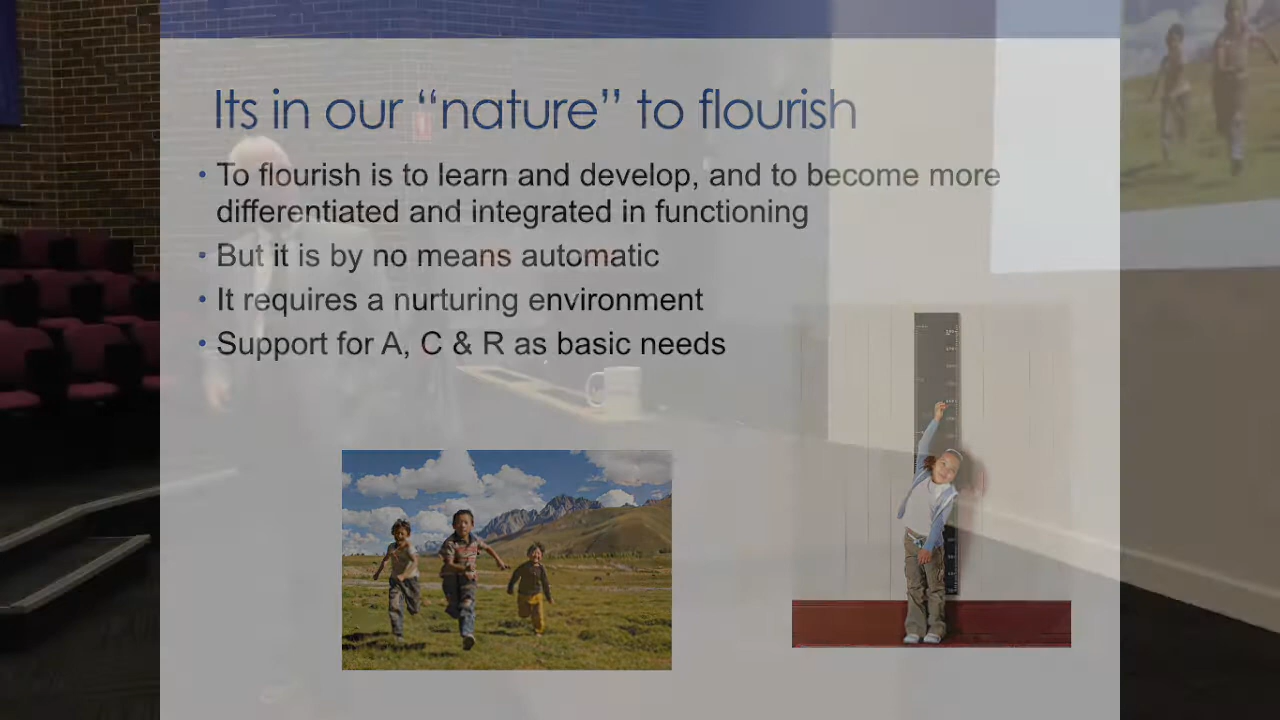 Its in our “nature” to flourish
• To flourish is to learn and develop, and to become more
differentiated and integrated in functioning
• But it is by no means automatic
• It requires a nurturing environment
• Support for A, C & R as basic needs